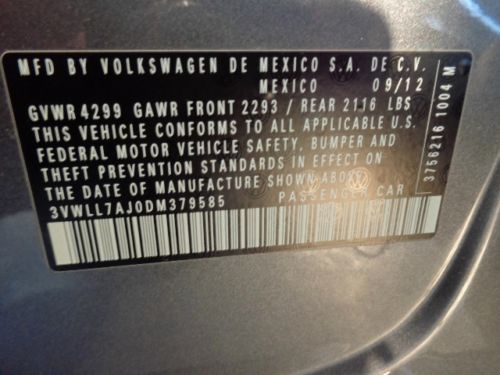 MFD BY VOLKSWAGEN DE MEXICO S.A. DE C.V.
MEXICO 09/12
GVWR 4299 GAWR FRONT 2293 / REAR 2116 LBS
THIS VEHICLE CONFORMS TO ALL APPLICABLE U.S.
FEDERAL MOTOR VEHICLE SAFETY, BUMPER AND
THEFT PREVENTION STANDARDS IN EFFECT ON
THE DATE OF MANUFACTURE SHOWN ABOVE
3VWLL7AJ0DM379585 PASSENGER CAR
3756216 1004 M